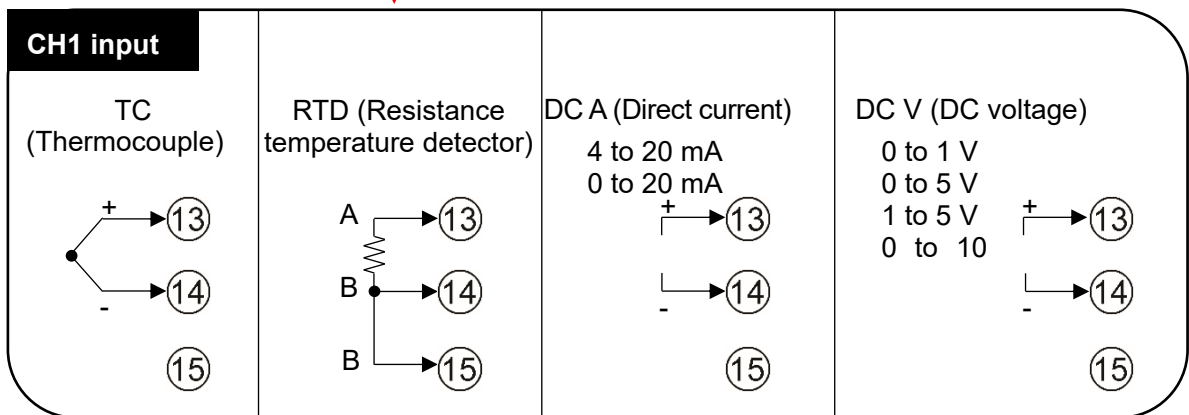 CH1 input
TC
(Thermocouple)
+
13
14
-
15
RTD (Resistance
temperature detector)
A
13
B
14
B
15
DC A (Direct current)
4 to 20 mA
0 to 20 mA
+
13
14
-
15
DC V (DC voltage)
0 to 1 V
0 to 5 V
1 to 5 V
0 to 10
+
13
14
-
15